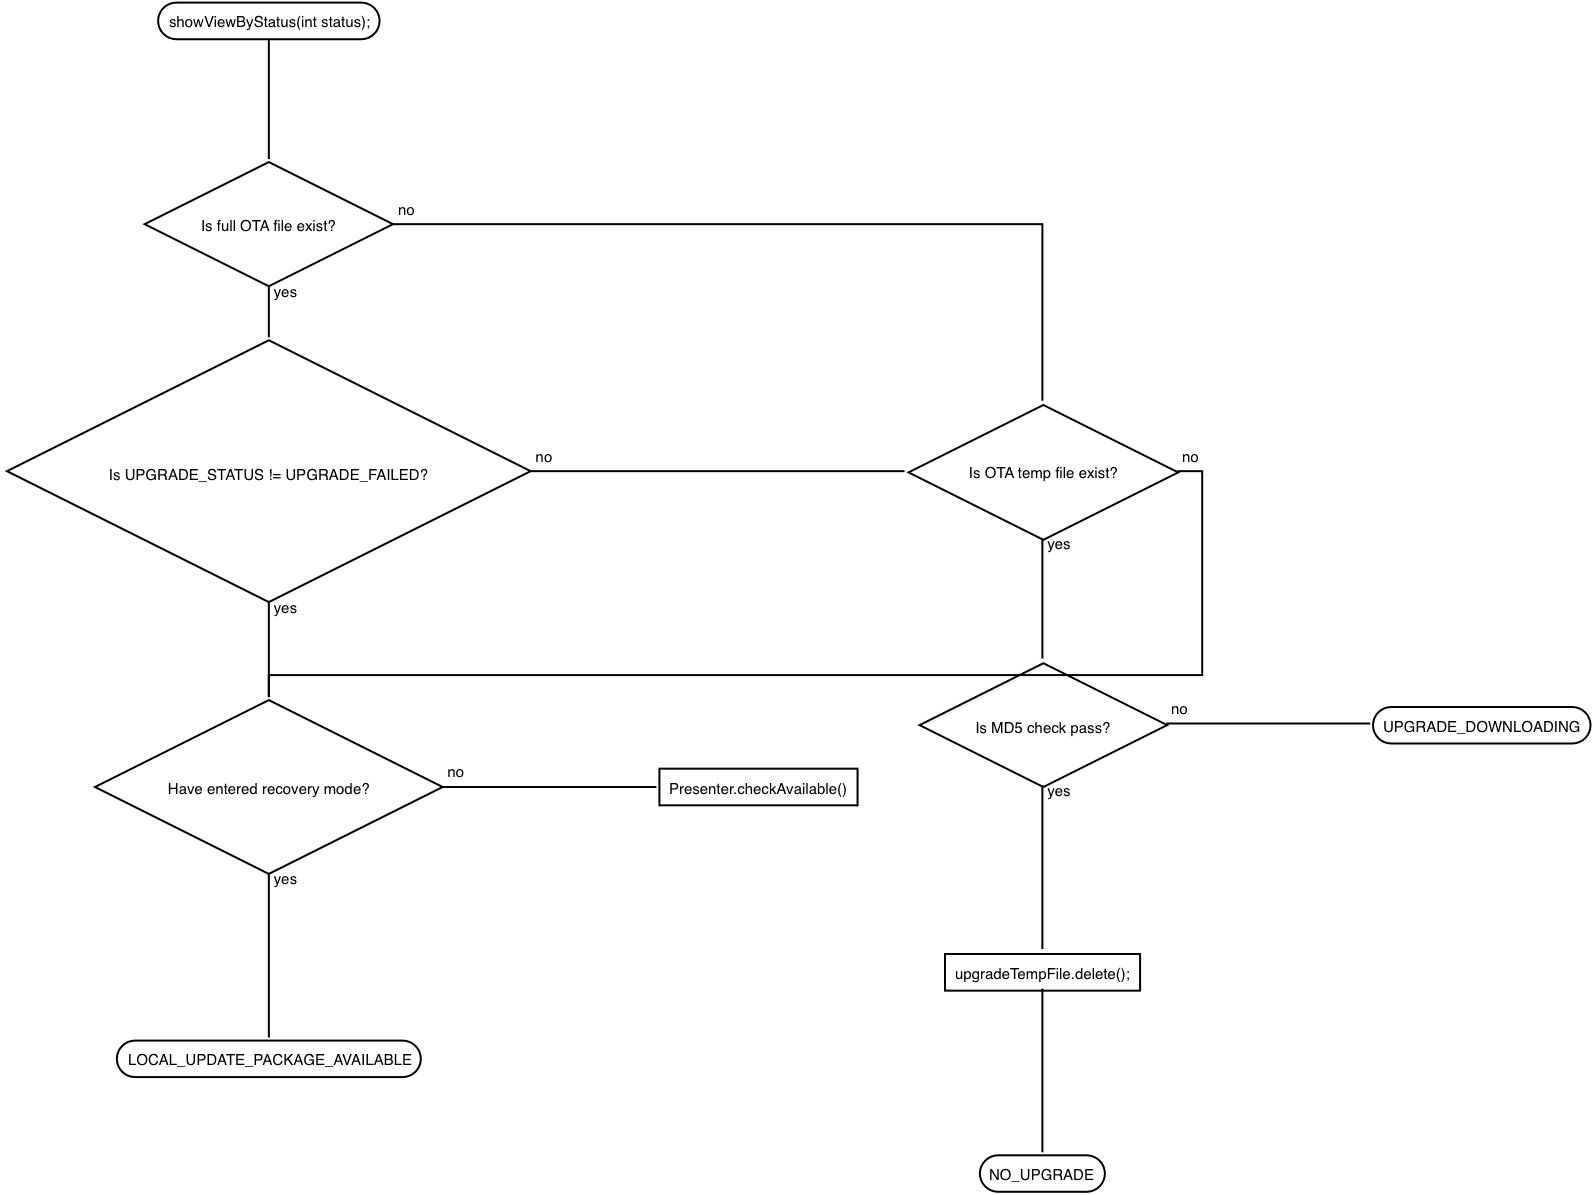 showViewByStatus(int status);
Is full OTA file exist?
no
yes
Is UPGRADE_STATUS != UPGRADE_FAILED?
no
Is OTA temp file exist?
no
yes
yes
Is MD5 check pass?
no
UPGRADE_DOWNLOADING
Have entered recovery mode?
no
Presenter.checkAvailable()
yes
yes
upgradeTempFile.delete();
LOCAL_UPDATE_PACKAGE_AVAILABLE
NO_UPGRADE